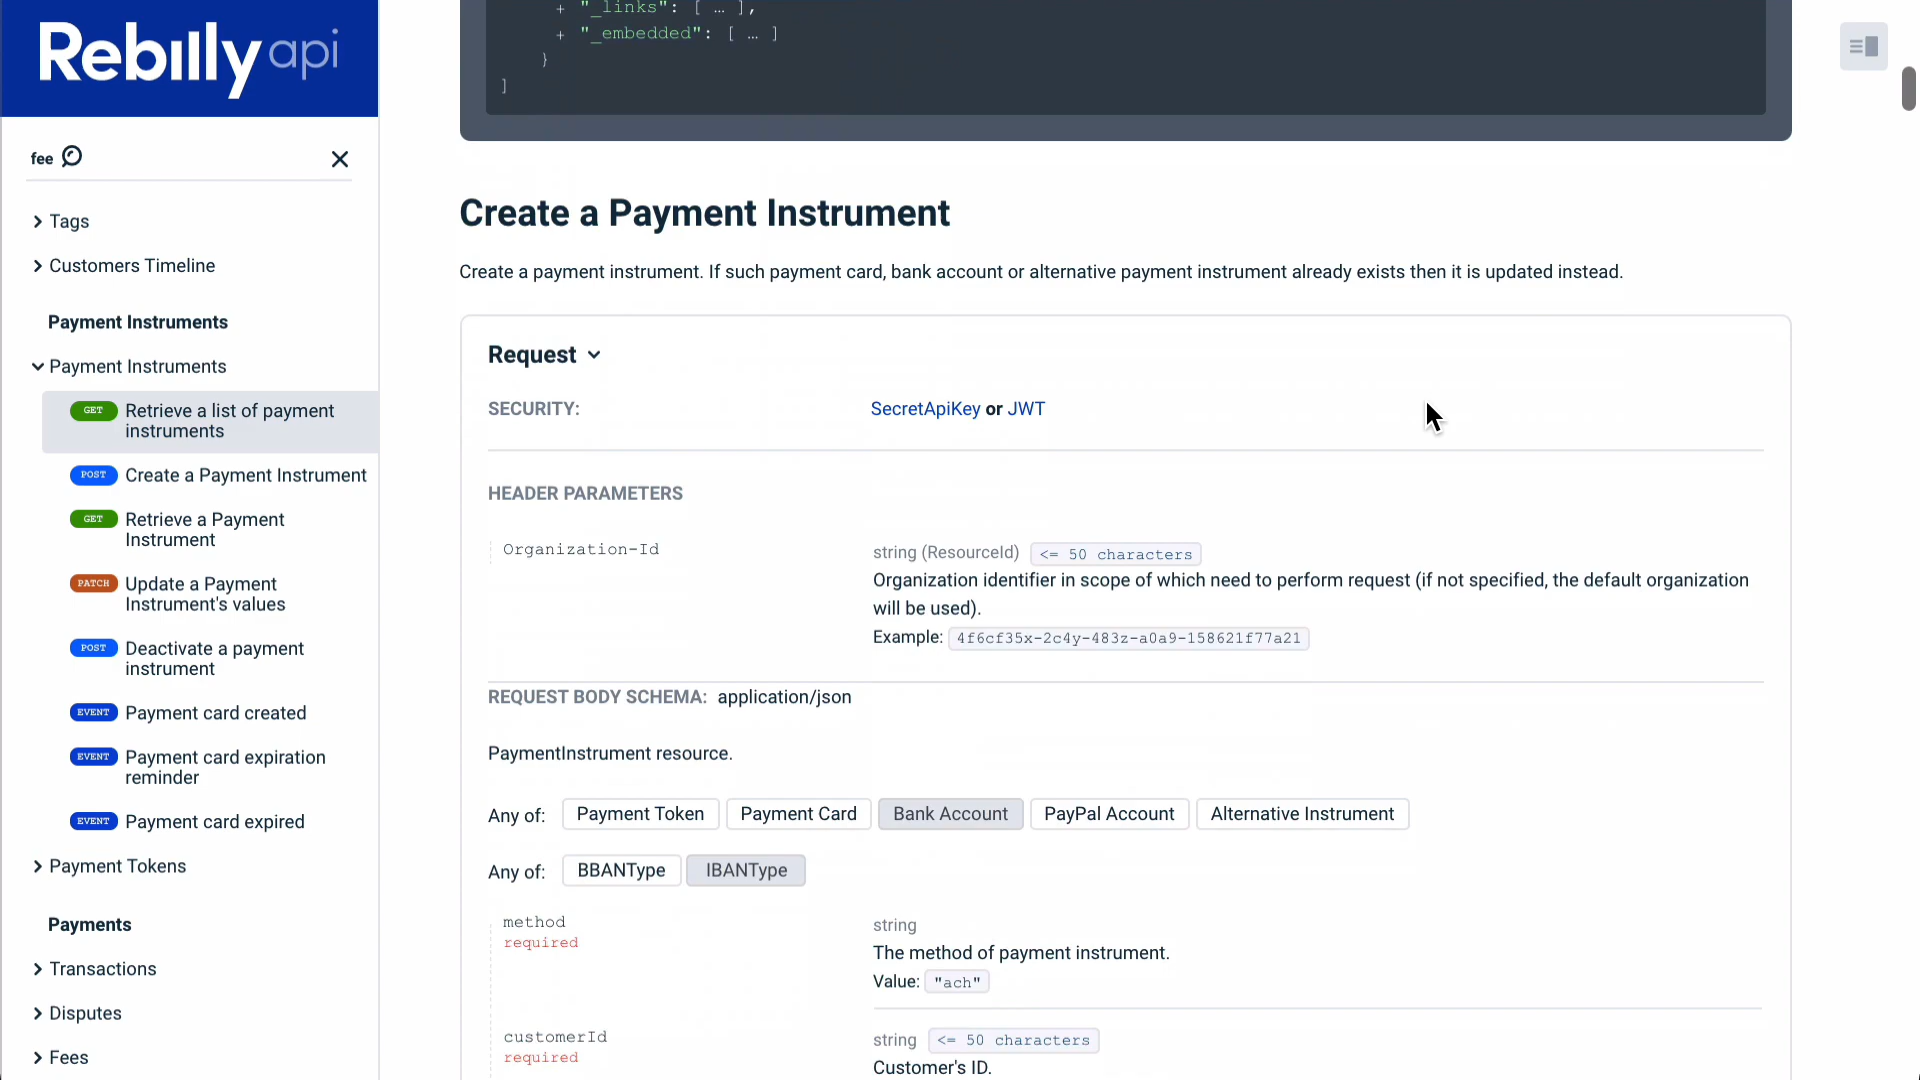 Rebilly api
fee
Tags
Customers Timeline
Payment Instruments
Payment Instruments
GET Retrieve a list of payment
instruments
POST Create a Payment Instrument
GET Retrieve a Payment
Instrument
PATCH Update a Payment
Instrument's values
POST Deactivate a payment
instrument
EVENT Payment card created
EVENT Payment card expiration
reminder
EVENT Payment card expired
Payment Tokens
Payments
Transactions
Disputes
Fees
+ "_links": [ … ],
+ "_embedded": [ … ]
}
]
Create a Payment Instrument
Create a payment instrument. If such payment card, bank account or alternative payment instrument already exists then it is updated instead.
Request
SECURITY: SecretApiKey or JWT
HEADER PARAMETERS
Organization-Id string (ResourceId) <= 50 characters
Organization identifier in scope of which need to perform request (if not specified, the default organization
will be used).
Example: 4f6cf35x-2c4y-483z-a0a9-158621f77a21
REQUEST BODY SCHEMA: application/json
PaymentInstrument resource.
Any of: Payment Token Payment Card Bank Account PayPal Account Alternative Instrument
Any of: BBANType IBANType
method string
required
The method of payment instrument.
Value: "ach"
customerId string <= 50 characters
required
Customer's ID.